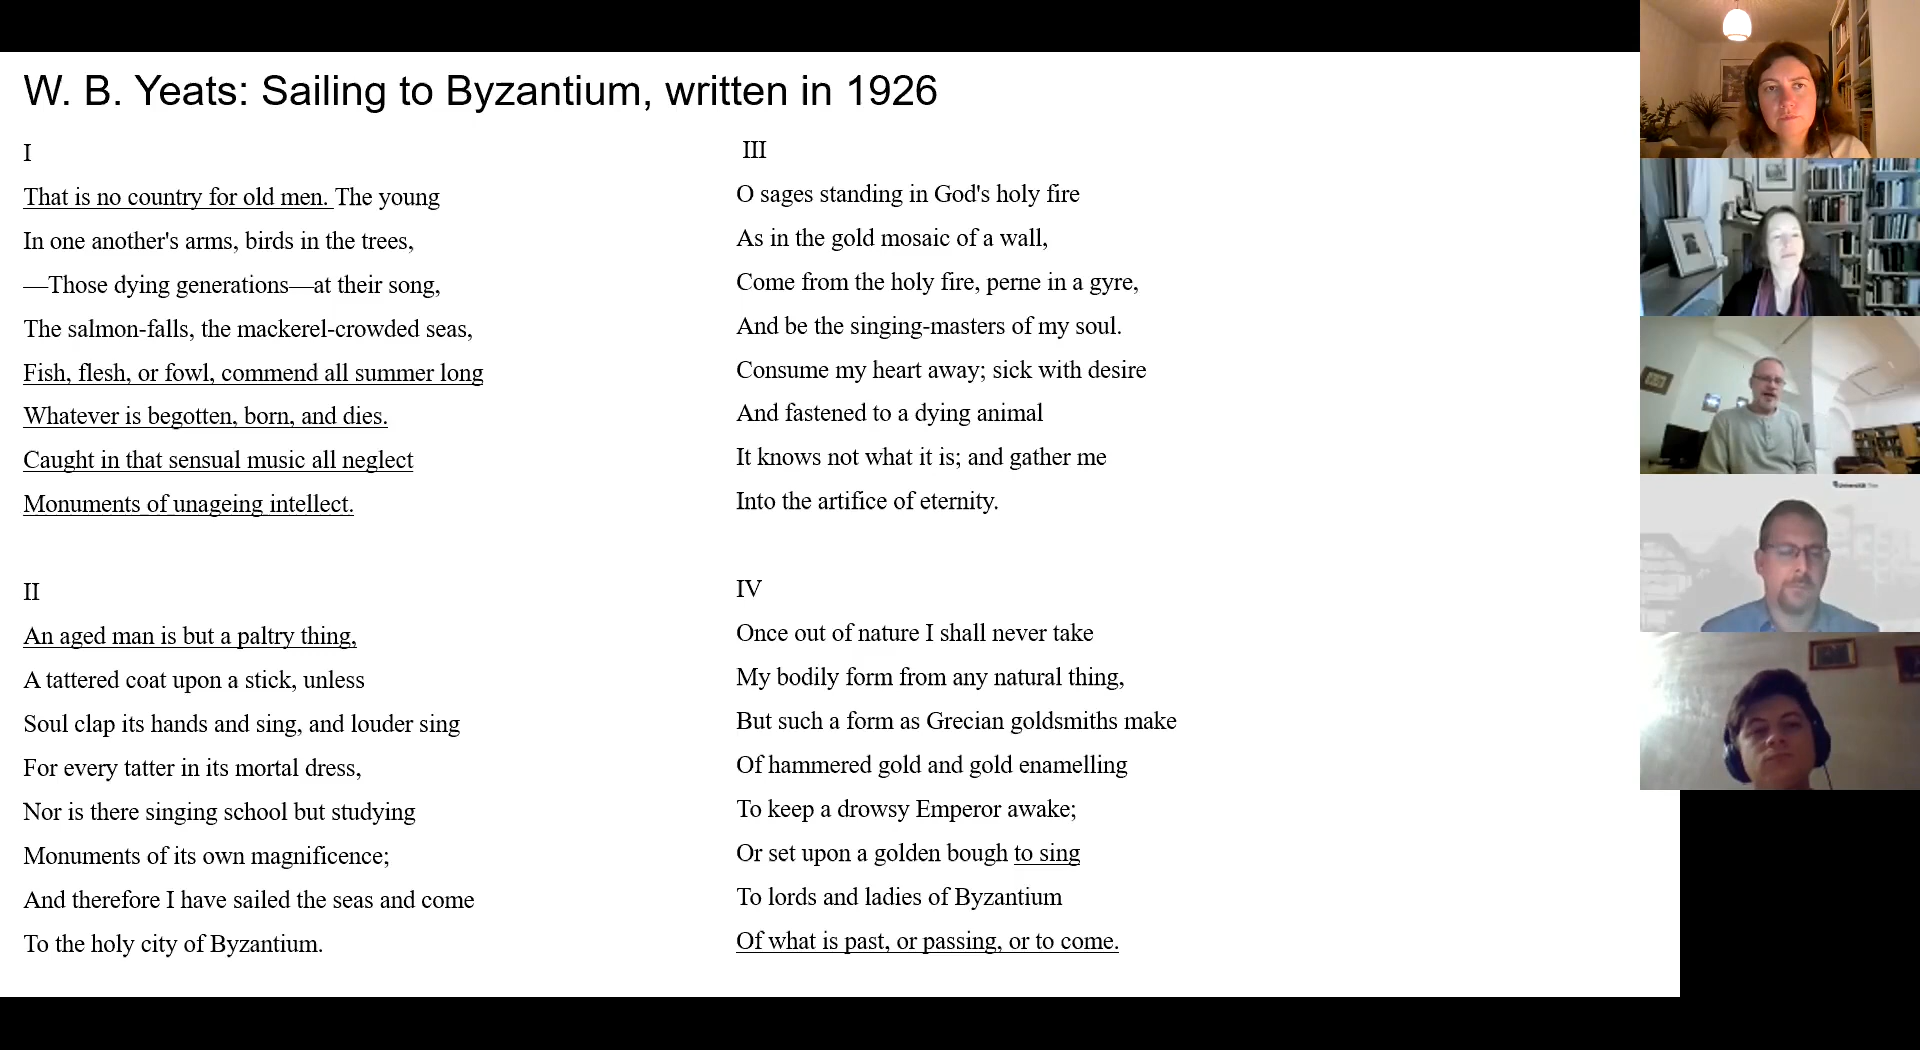 W. B. Yeats: Sailing to Byzantium, written in 1926
I
That is no country for old men. The young
In one another's arms, birds in the trees,
—Those dying generations—at their song,
The salmon-falls, the mackerel-crowded seas,
Fish, flesh, or fowl, commend all summer long
Whatever is begotten, born, and dies.
Caught in that sensual music all neglect
Monuments of unageing intellect.
II
An aged man is but a paltry thing,
A tattered coat upon a stick, unless
Soul clap its hands and sing, and louder sing
For every tatter in its mortal dress,
Nor is there singing school but studying
Monuments of its own magnificence;
And therefore I have sailed the seas and come
To the holy city of Byzantium.
III
O sages standing in God's holy fire
As in the gold mosaic of a wall,
Come from the holy fire, perne in a gyre,
And be the singing-masters of my soul.
Consume my heart away; sick with desire
And fastened to a dying animal
It knows not what it is; and gather me
Into the artifice of eternity.
IV
Once out of nature I shall never take
My bodily form from any natural thing,
But such a form as Grecian goldsmiths make
Of hammered gold and gold enamelling
To keep a drowsy Emperor awake;
Or set upon a golden bough to sing
To lords and ladies of Byzantium
Of what is past, or passing, or to come.
Universität